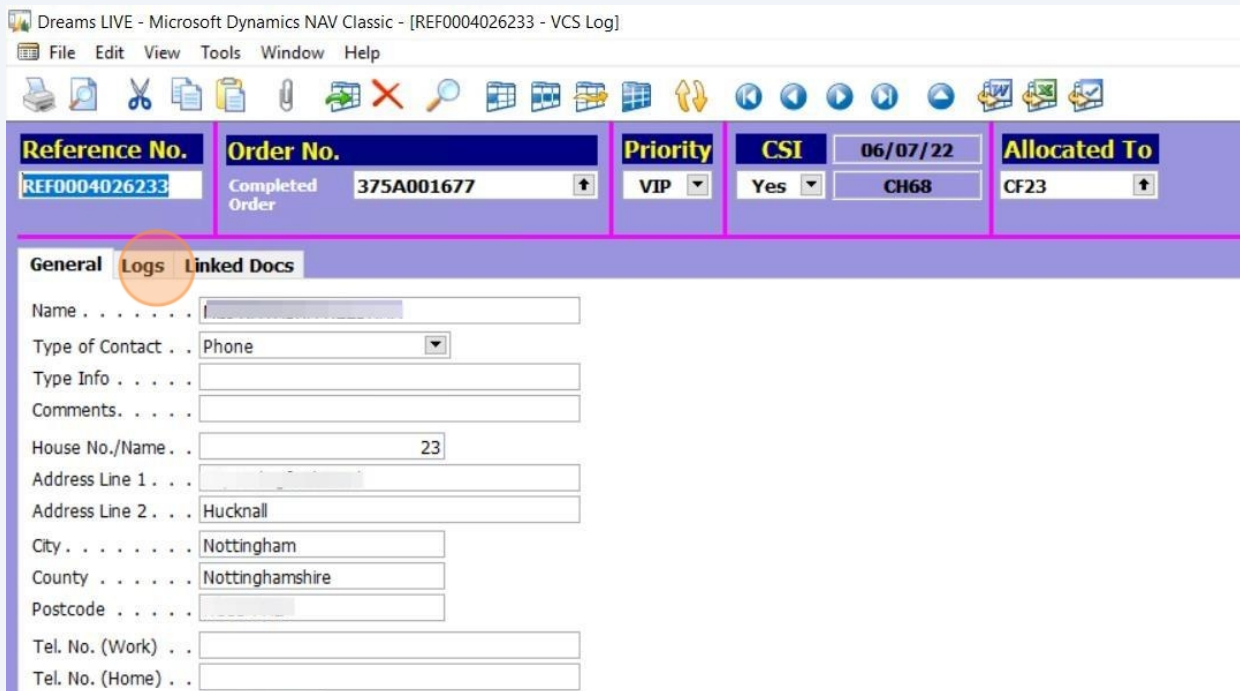 Dreams LIVE - Microsoft Dynamics NAV Classic - [REF0004026233 - VCS Log]
File Edit View Tools Window Help
Reference No. Order No. Priority CSI 06/07/22 Allocated To
REF0004026233 Completed Order 375A001677 VIP Yes CH68 CF23
General Logs Linked Docs
Name . . . . . . .
Type of Contact . . Phone
Type Info . . . . .
Comments. . . . .
House No./Name . . 23
Address Line 1 . . .
Address Line 2 . . . Hucknall
City . . . . . . . . Nottingham
County . . . . . . Nottinghamshire
Postcode . . . . .
Tel. No. (Work) . .
Tel. No. (Home) . .